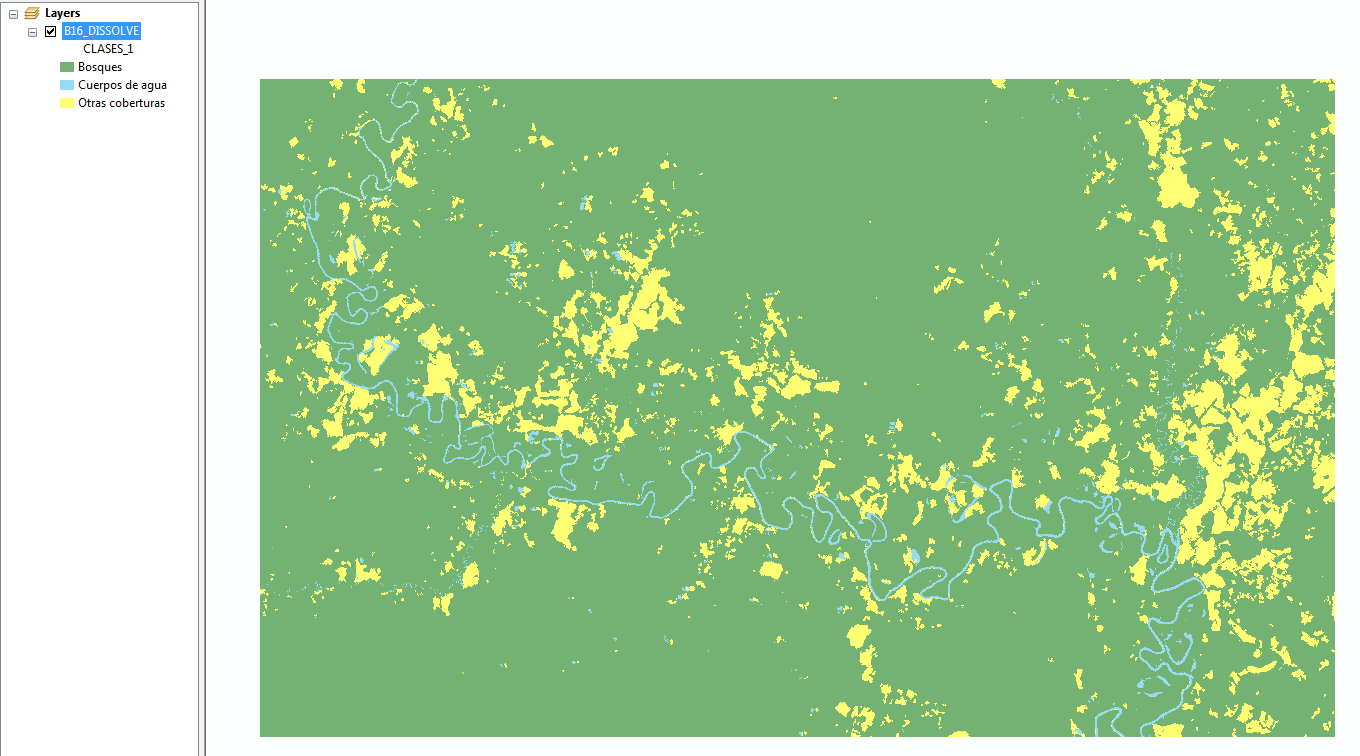 Layers
B16_DISSOLVE
CLASES_1
Bosques
Cuerpos de agua
Otras coberturas